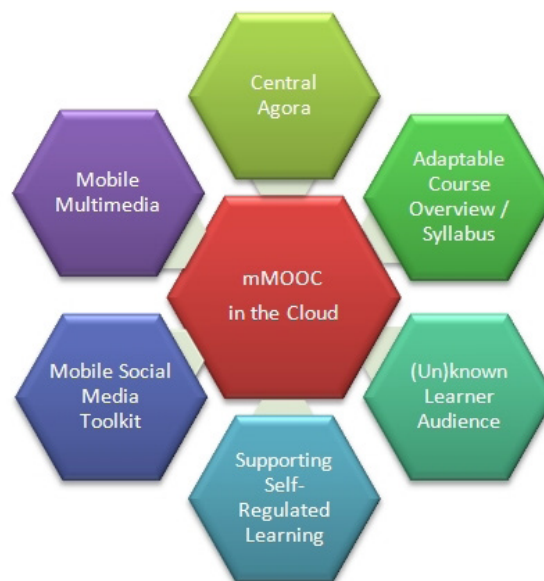 Central
Agora
Adaptable
Course
Overview /
Syllabus
(Un)known
Learner
Audience
Supporting
Self-
Regulated
Learning
Mobile Social
Media
Toolkit
Mobile
Multimedia
mMOOC
in the Cloud